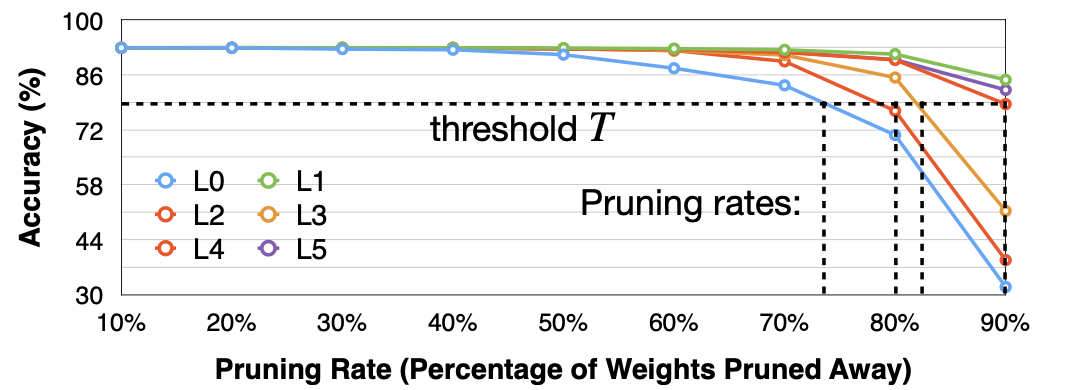 100
86
72
58
44
30
Accuracy (%)
threshold T
Pruning rates:
L0 L1
L2 L3
L4 L5
10% 20% 30% 40% 50% 60% 70% 80% 90%
Pruning Rate (Percentage of Weights Pruned Away)